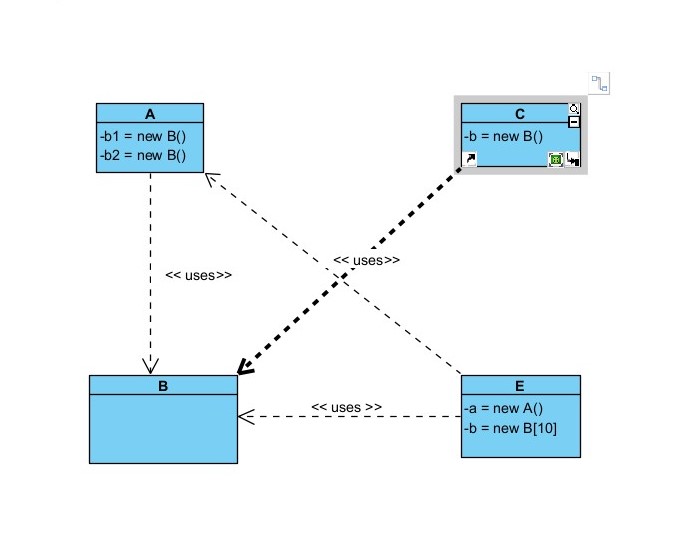 A
-b1 = new B()
-b2 = new B()
C
-b = new B()
<< uses>>
<< uses>>
B
<< uses >>
E
-a = new A()
-b = new B[10]